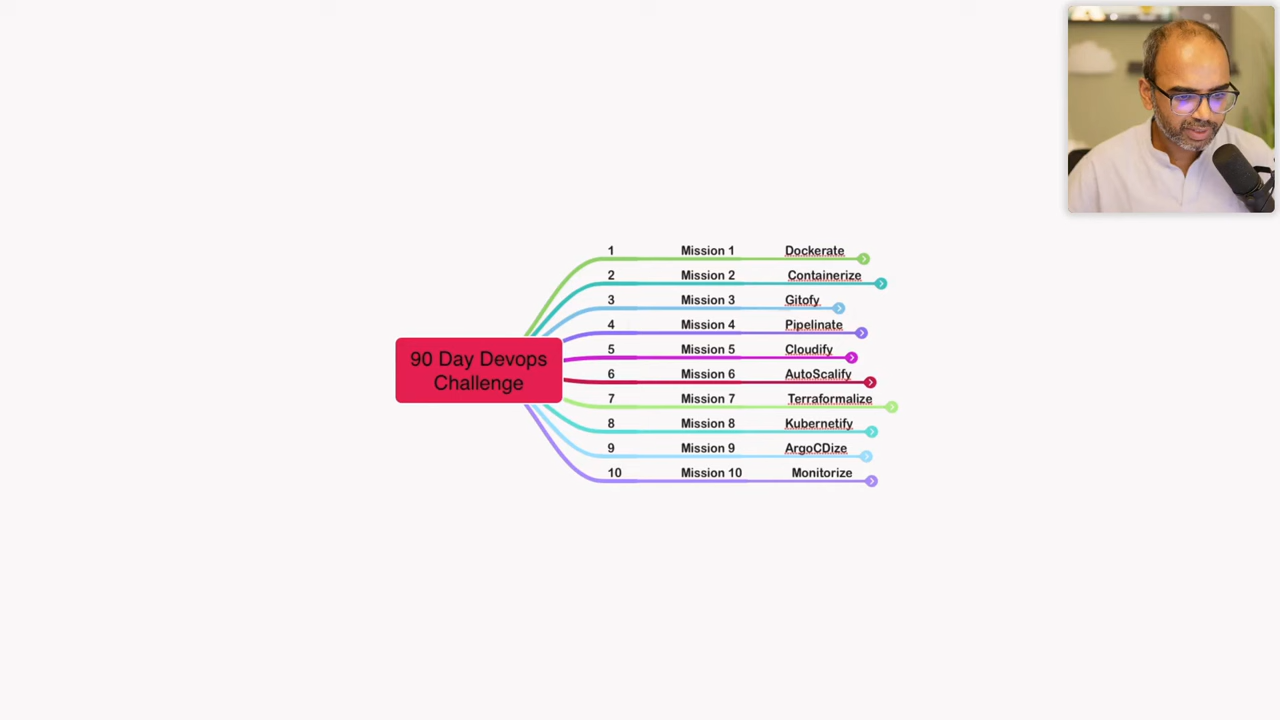 1 Mission 1 Dockerate
2 Mission 2 Containerize
3 Mission 3 Gitofy
4 Mission 4 Pipelinate
5 Mission 5 Cloudify
6 Mission 6 AutoScalify
7 Mission 7 Terraformalize
8 Mission 8 Kubernetify
9 Mission 9 ArgoCDize
10 Mission 10 Monitorize
90 Day Devops
Challenge